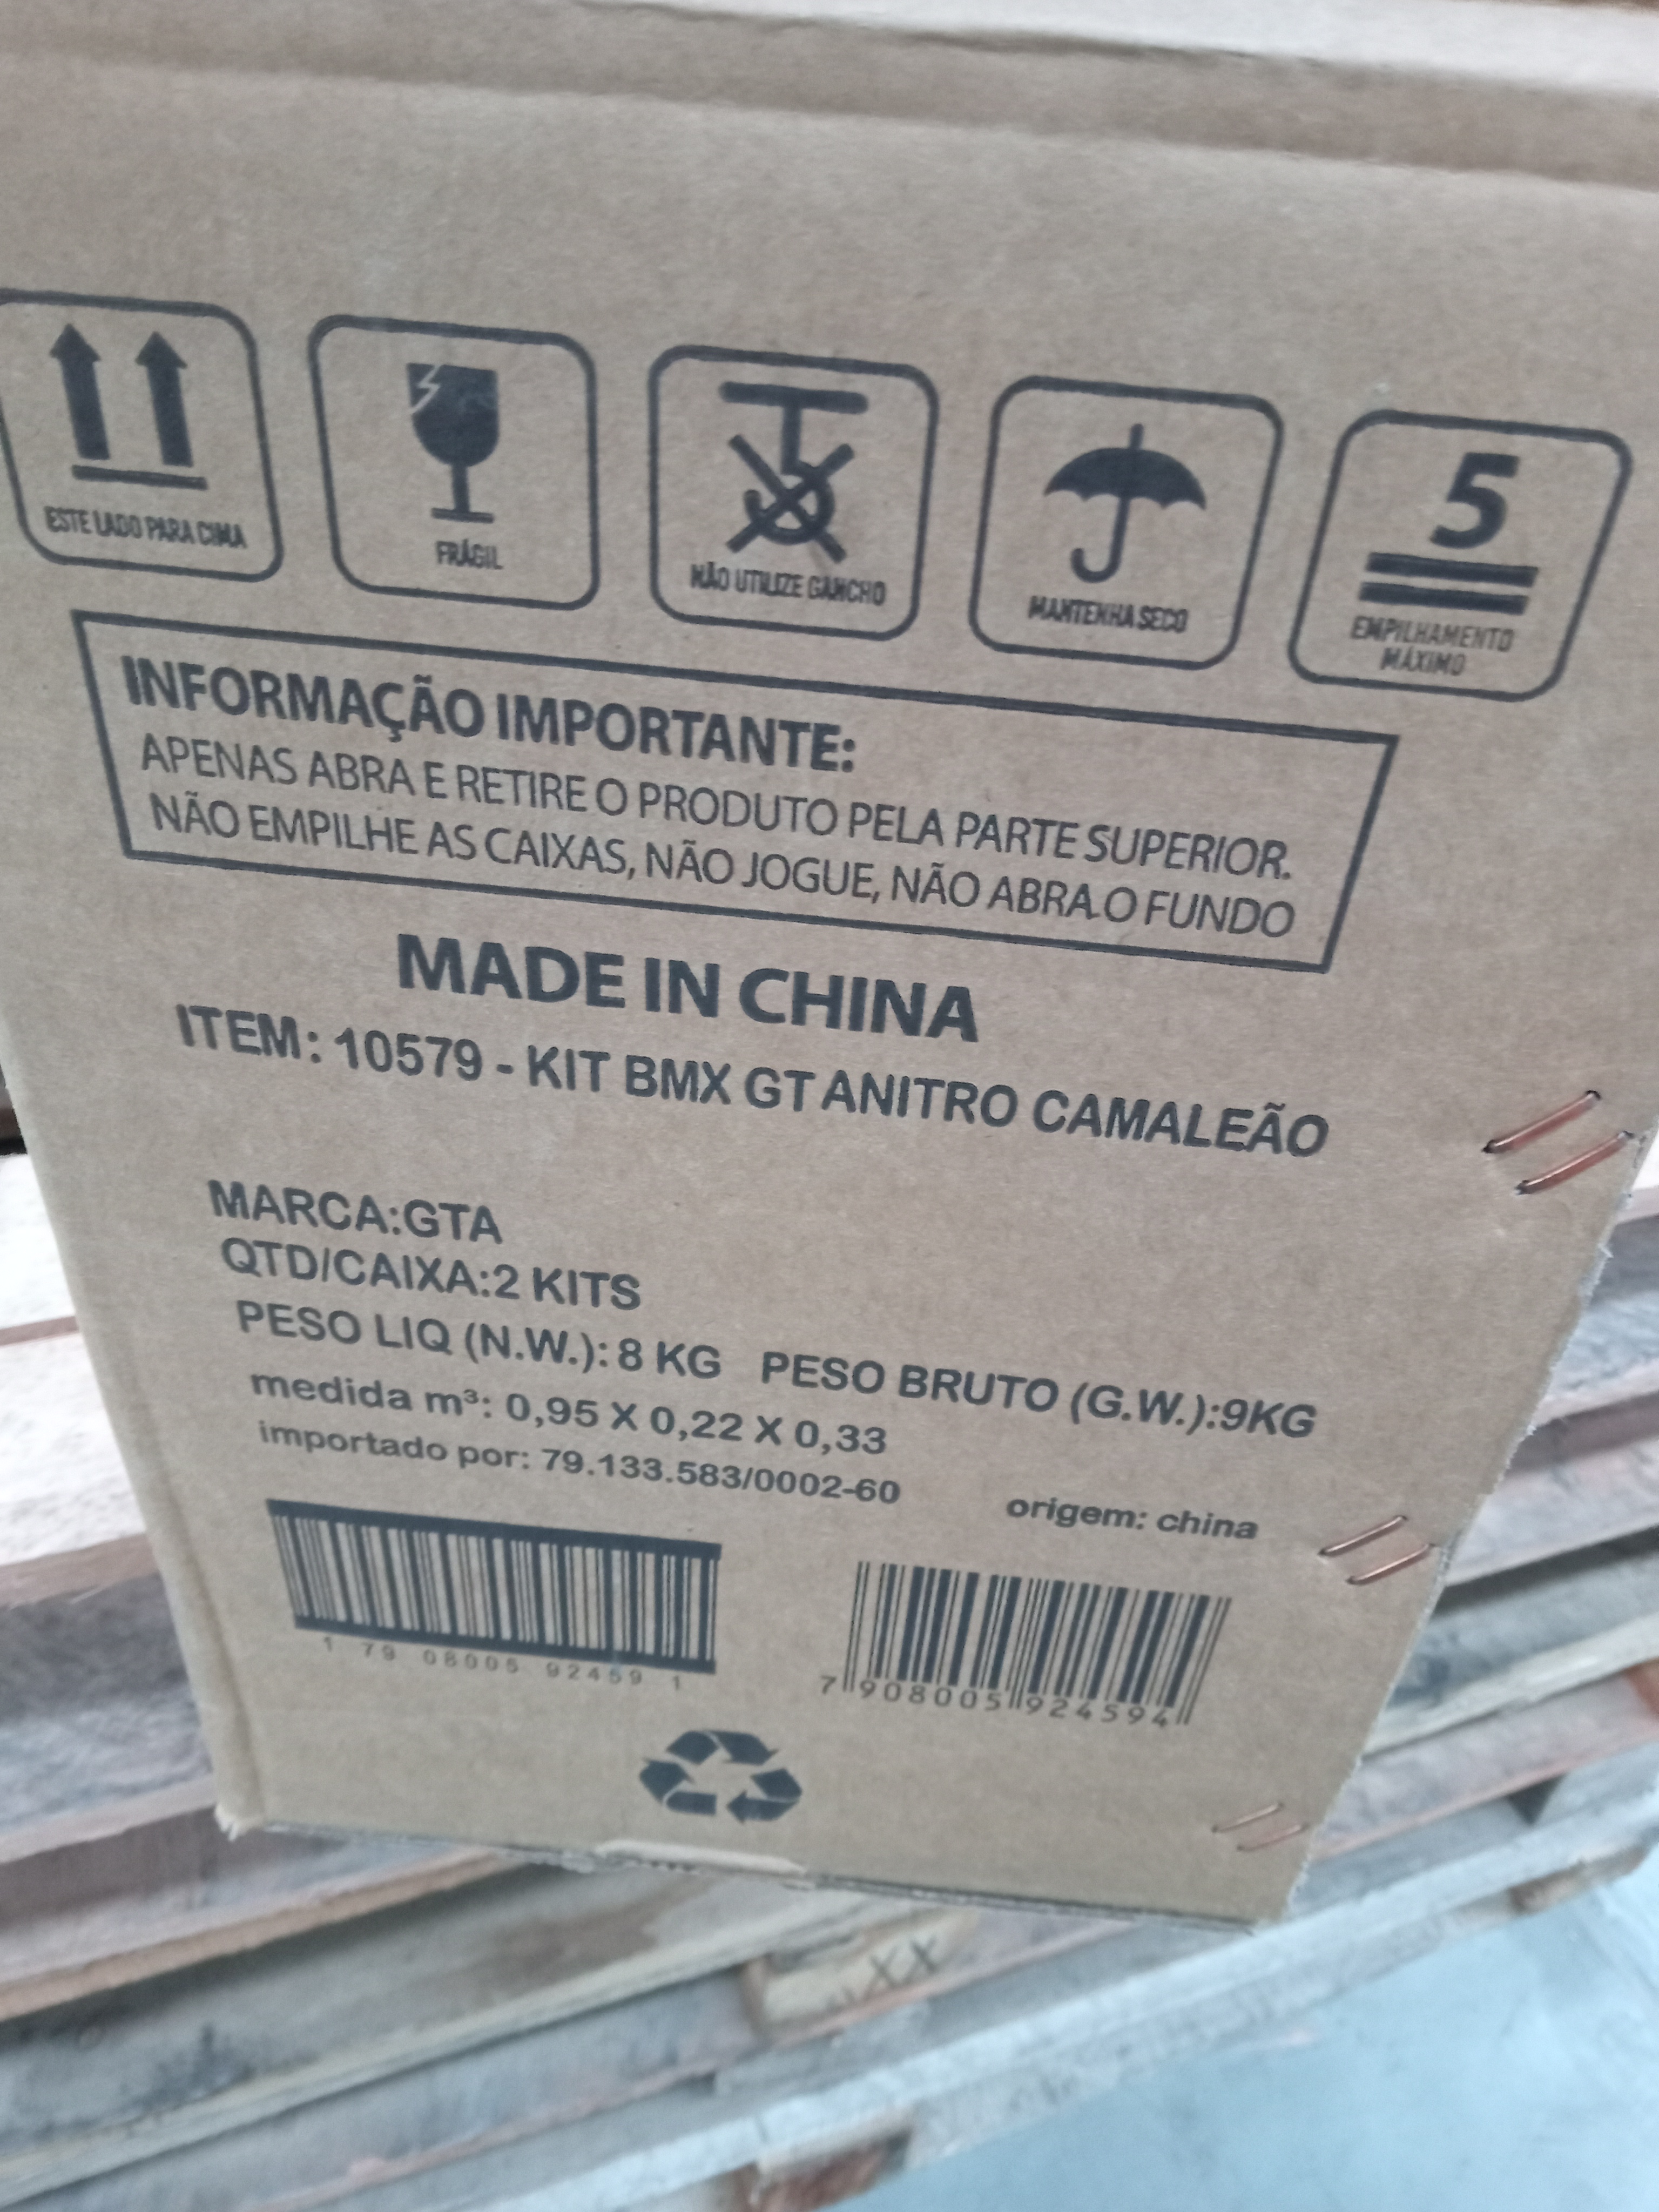 ESTE LADO PARA CIMA
FRÁGIL
NÃO UTILIZE GANCHO
MANTENHA SECO
5
EMPILHAMENTO
MÁXIMO
INFORMAÇÃO IMPORTANTE:
APENAS ABRA E RETIRE O PRODUTO PELA PARTE SUPERIOR.
NÃO EMPILHE AS CAIXAS, NÃO JOGUE, NÃO ABRA O FUNDO
MADE IN CHINA
ITEM: 10579 - KIT BMX GT ANITRO CAMALEÃO
MARCA:GTA
QTD/CAIXA:2 KITS
PESO LIQ (N.W.): 8 KG PESO BRUTO (G.W.):9KG
medida m³: 0,95 X 0,22 X 0,33
importado por: 79.133.583/0002-60 origem: china
1 79 08005 92459 1
7 908005 924594
XX